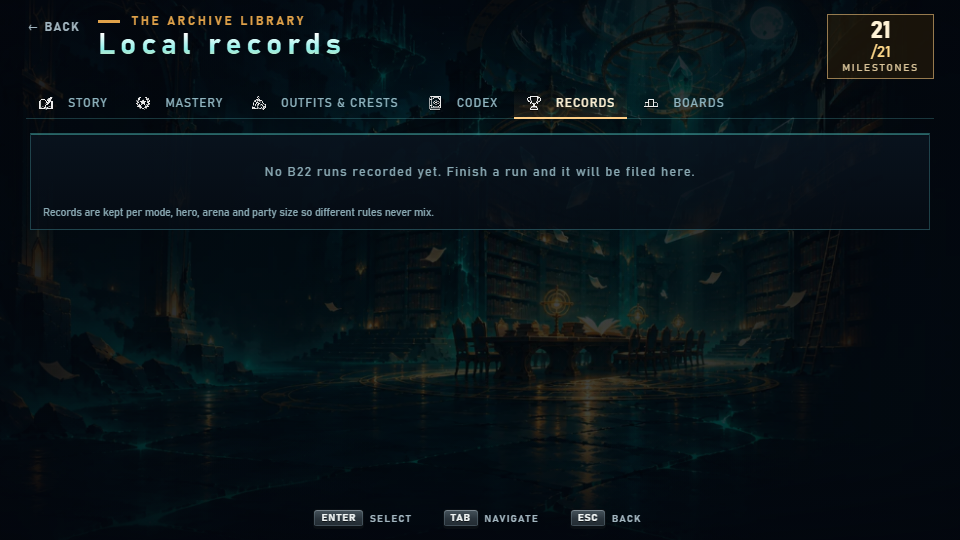 ← BACK
THE ARCHIVE LIBRARY
Local records
21
/21
MILESTONES
STORY
MASTERY
OUTFITS & CRESTS
CODEX
RECORDS
BOARDS
No B22 runs recorded yet. Finish a run and it will be filed here.
Records are kept per mode, hero, arena and party size so different rules never mix.
ENTER SELECT
TAB NAVIGATE
ESC BACK